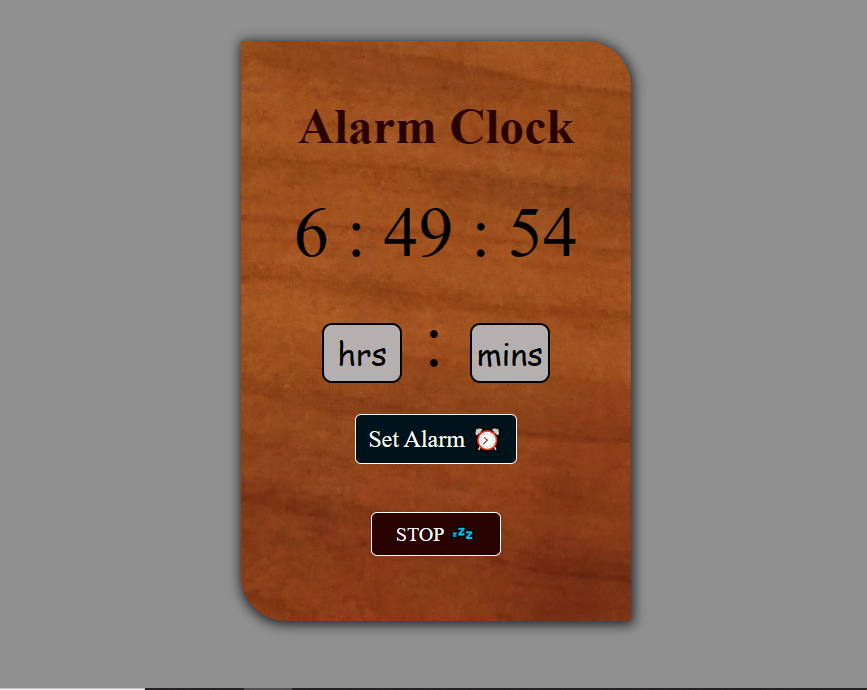 Alarm Clock
6 : 49 : 54
hrs : mins
Set Alarm ⏰
STOP 💤